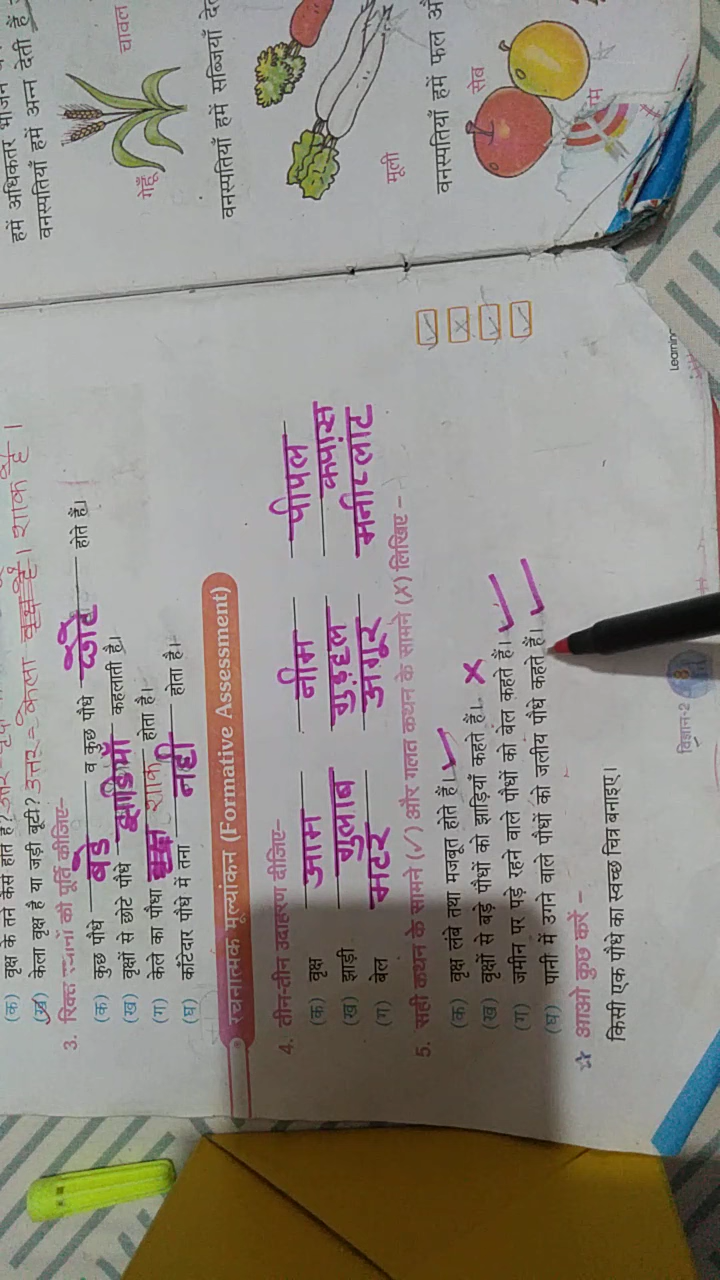 (क) वृक्ष के तने कैसे होते हैं? उत्तर =
(ख) केला वृक्ष है या जड़ी बूटी? उत्तर = केला वृक्ष है। शाक है।
3. रिक्त स्थानों की पूर्ति कीजिए-
(क) कुछ पौधे बडे व कुछ पौधे छोटे होते हैं।
(ख) वृक्षों से छोटे पौधे झाडियाँ कहलाती है।
(ग) केले का पौधा शाक होता है।
(घ) काँटेदार पौधे में तना नही होता है।
रचनात्मक मूल्यांकन (Formative Assessment)
4. तीन-तीन उदाहरण दीजिए-
(क) वृक्ष आम नीम पीपल
(ख) झाड़ी गुलाब गुड़हल कपास
(ग) बेल मटर अंगूर मनीप्लांट
5. सही कथन के सामने (✓) और गलत कथन के सामने (X) लिखिए -
(क) वृक्ष लंबे तथा मजबूत होते हैं। ✓ ✓
(ख) वृक्षों से बड़े पौधों को झाड़ियाँ कहते हैं। X X
(ग) जमीन पर पड़े रहने वाले पौधों को बेल कहते हैं। ✓ ✓
(घ) पानी में उगने वाले पौधों को जलीय पौधे कहते हैं। ✓ ✓
☆ आओ कुछ करें -
किसी एक पौधे का स्वच्छ चित्र बनाइए।
विज्ञान-2 8
हमें अधिकतर भोजन
वनस्पतियाँ हमें अन्न देती हैं
गेहूँ चावल
वनस्पतियाँ हमें सब्जियाँ
मूली
वनस्पतियाँ हमें फल
सेब